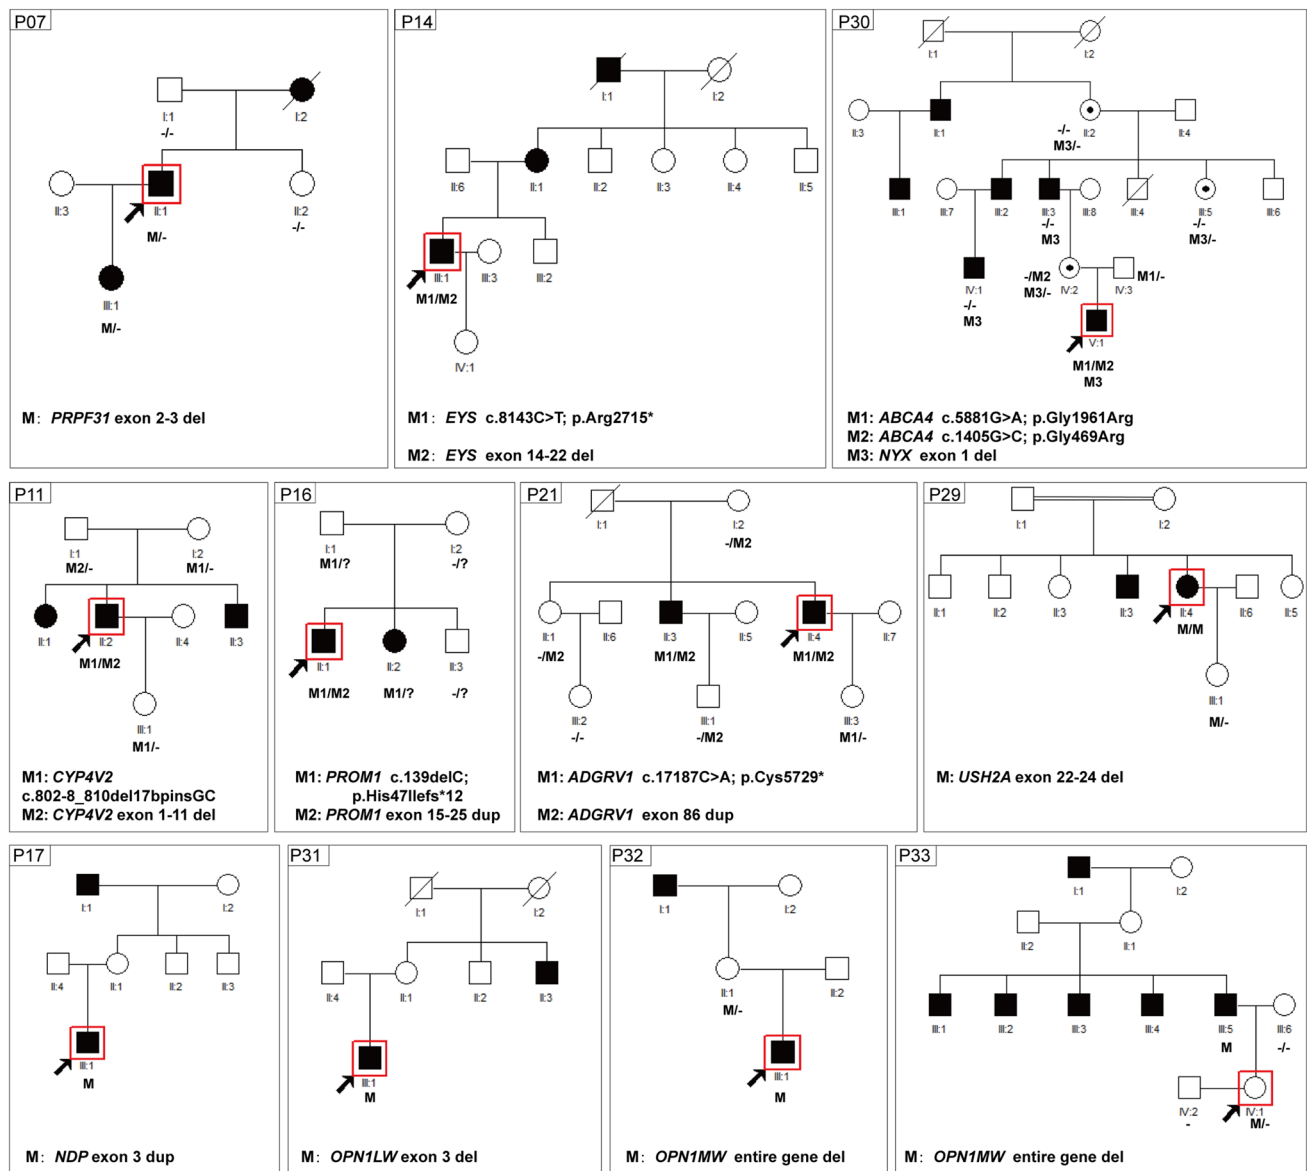 P07
I:1
-/-
I:2
II:3
II:1
M/-
II:2
-/-
III:1
M/-
M: PRPF31 exon 2-3 del
P14
I:1
I:2
II:6
II:1
II:2
II:3
II:4
II:5
III:1
M1/M2
III:3
III:2
IV:1
M1: EYS c.8143C>T; p.Arg2715*
M2: EYS exon 14-22 del
P30
I:1
I:2
II:3
II:1
-/-
II:2
M3/-
II:4
III:1
III:7
III:2
III:3
-/-
M3
III:8
III:4
III:5
-/-
M3/-
III:6
IV:1
-/-
M3
-/M2
M3/-
IV:2
IV:3
M1/-
V:1
M1/M2
M3
M1: ABCA4 c.5881G>A; p.Gly1961Arg
M2: ABCA4 c.1405G>C; p.Gly469Arg
M3: NYX exon 1 del
P11
I:1
M2/-
I:2
M1/-
II:1
II:2
M1/M2
II:4
II:3
III:1
M1/-
M1: CYP4V2
c.802-8_810del17bpinsGC
M2: CYP4V2 exon 1-11 del
P16
I:1
M1/?
I:2
-/?
II:1
M1/M2
II:2
M1/?
II:3
-/?
M1: PROM1 c.139delC;
p.His47Ilefs*12
M2: PROM1 exon 15-25 dup
P21
I:1
I:2
-/M2
II:1
-/M2
II:6
II:3
M1/M2
II:5
II:4
M1/M2
II:7
III:2
-/-
III:1
-/M2
III:3
M1/-
M1: ADGRV1 c.17187C>A; p.Cys5729*
M2: ADGRV1 exon 86 dup
P29
I:1
I:2
II:1
II:2
II:3
II:3
II:4
M/M
II:6
II:5
III:1
M/-
M: USH2A exon 22-24 del
P17
I:1
I:2
II:4
II:1
II:2
II:3
III:1
M
M: NDP exon 3 dup
P31
I:1
I:2
II:4
II:1
II:2
II:3
III:1
M
M: OPN1LW exon 3 del
P32
I:1
I:2
II:1
M/-
II:2
III:1
M
M: OPN1MW entire gene del
P33
I:1
I:2
II:2
II:1
III:1
III:2
III:3
III:4
III:5
M
III:6
-/-
IV:2
-
IV:1
M/-
M: OPN1MW entire gene del